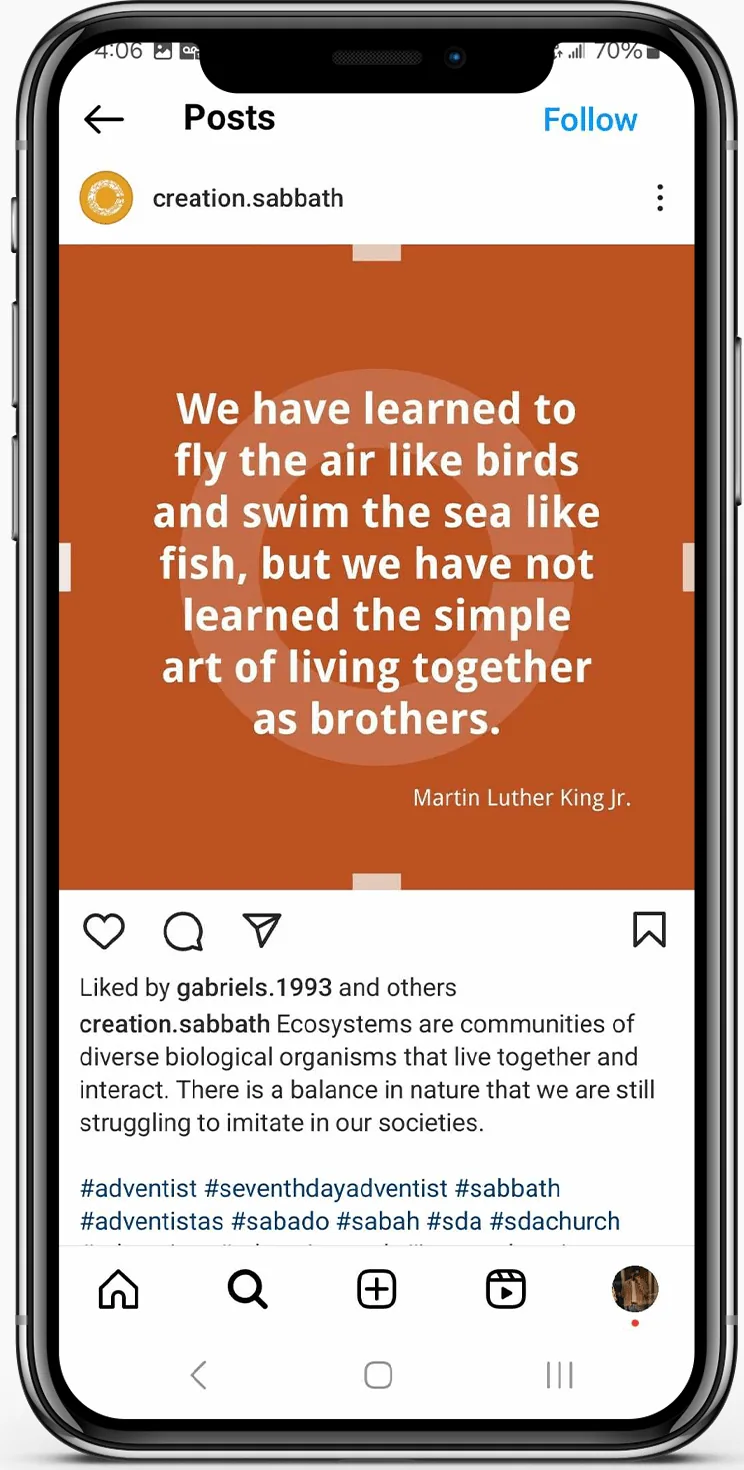 4:06 70%
Posts Follow
creation.sabbath
We have learned to
fly the air like birds
and swim the sea like
fish, but we have not
learned the simple
art of living together
as brothers.
Martin Luther King Jr.
Liked by gabriels.1993 and others
creation.sabbath Ecosystems are communities of
diverse biological organisms that live together and
interact. There is a balance in nature that we are still
struggling to imitate in our societies.
#adventist #seventhdayadventist #sabbath
#adventistas #sabado #sabah #sda #sdachurch